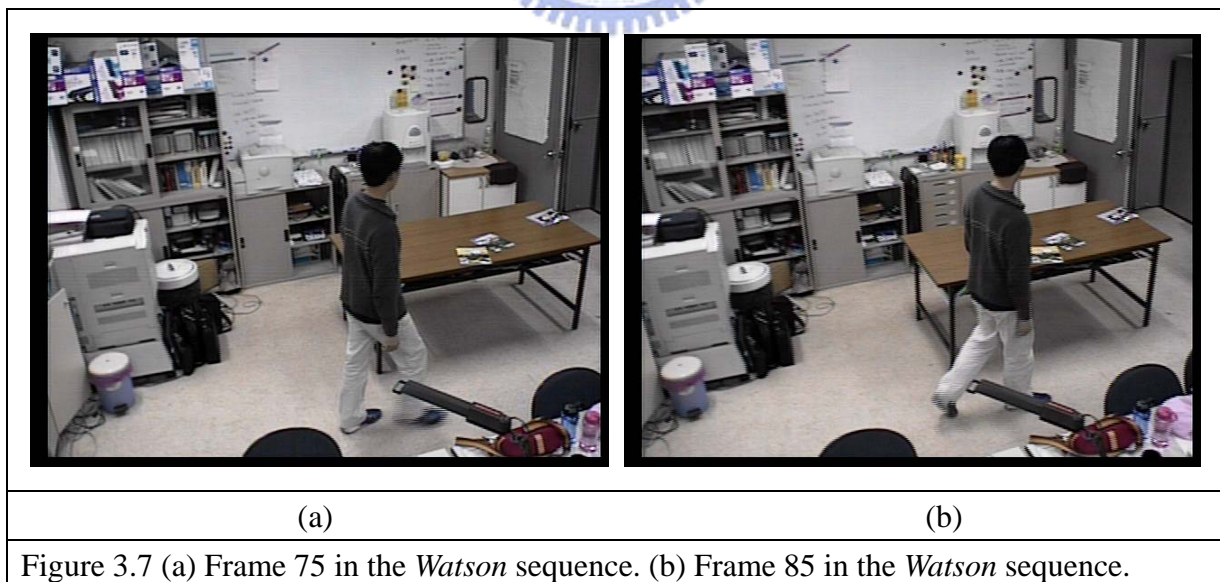 (a)
(b)
Figure 3.7 (a) Frame 75 in the Watson sequence. (b) Frame 85 in the Watson sequence.